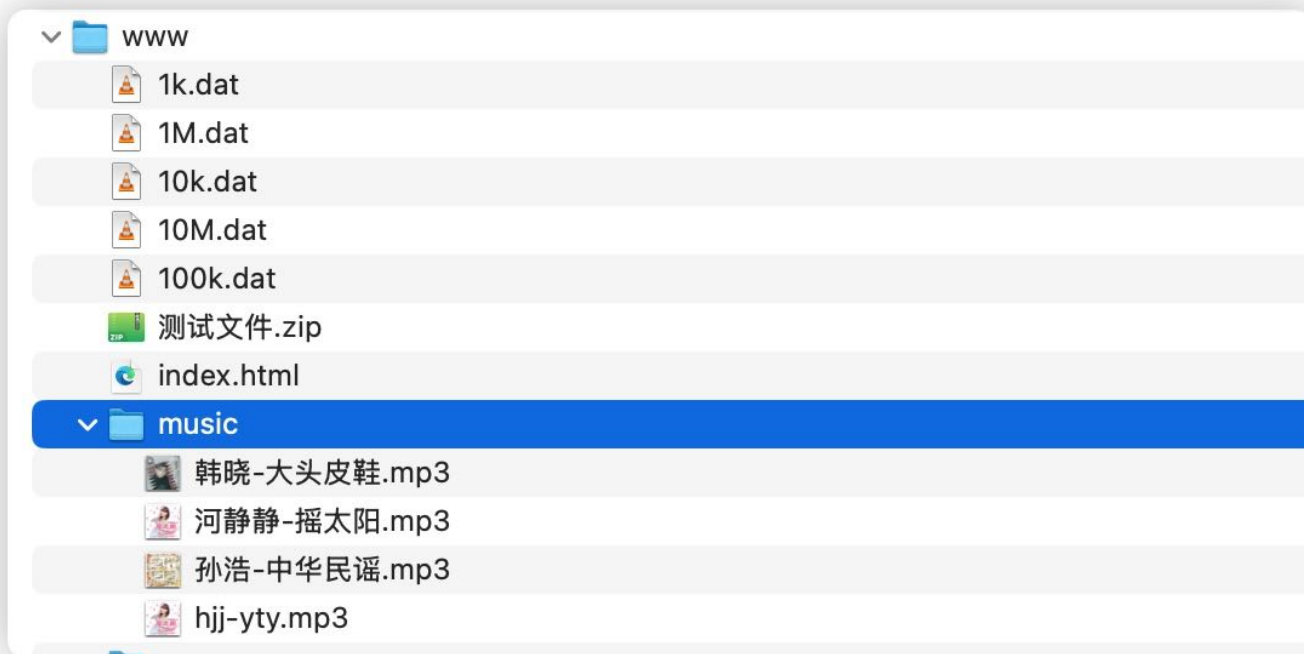 www
1k.dat
1M.dat
10k.dat
10M.dat
100k.dat
测试文件.zip
index.html
music
韩晓-大头皮鞋.mp3
河静静-摇太阳.mp3
孙浩-中华民谣.mp3
hjj-yty.mp3